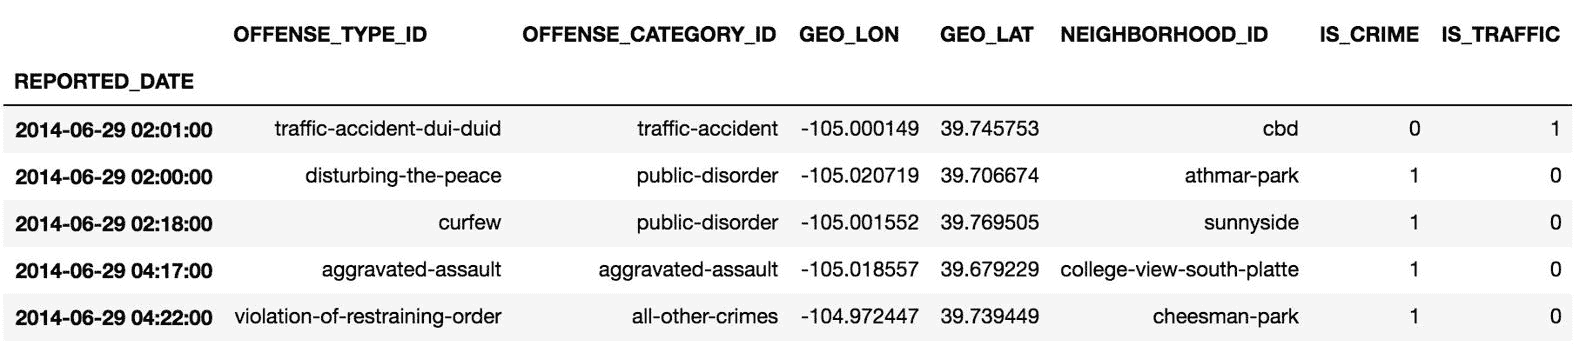 OFFENSE_TYPE_ID OFFENSE_CATEGORY_ID GEO_LON GEO_LAT NEIGHBORHOOD_ID IS_CRIME IS_TRAFFIC
REPORTED_DATE
2014-06-29 02:01:00 traffic-accident-dui-duid traffic-accident -105.000149 39.745753 cbd 0 1
2014-06-29 02:00:00 disturbing-the-peace public-disorder -105.020719 39.706674 athmar-park 1 0
2014-06-29 02:18:00 curfew public-disorder -105.001552 39.769505 sunnyside 1 0
2014-06-29 04:17:00 aggravated-assault aggravated-assault -105.018557 39.679229 college-view-south-platte 1 0
2014-06-29 04:22:00 violation-of-restraining-order all-other-crimes -104.972447 39.739449 cheesman-park 1 0